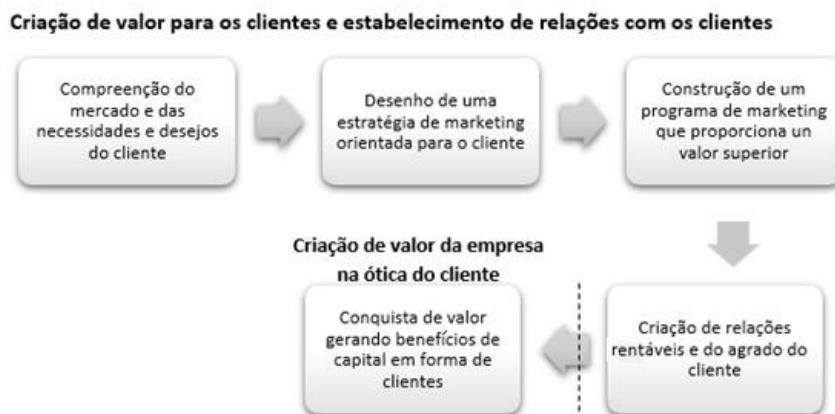 Criação de valor para os clientes e estabelecimento de relações com os clientes
Compreenção do
mercado e das
necessidades e desejos
do cliente
Desenho de uma
estratégia de marketing
orientada para o cliente
Construção de um
programa de marketing
que proporciona un
valor superior
Criação de valor da empresa
na ótica do cliente
Conquista de valor
gerando benefícios de
capital em forma de
clientes
Criação de relações
rentáveis e do agrado do
cliente